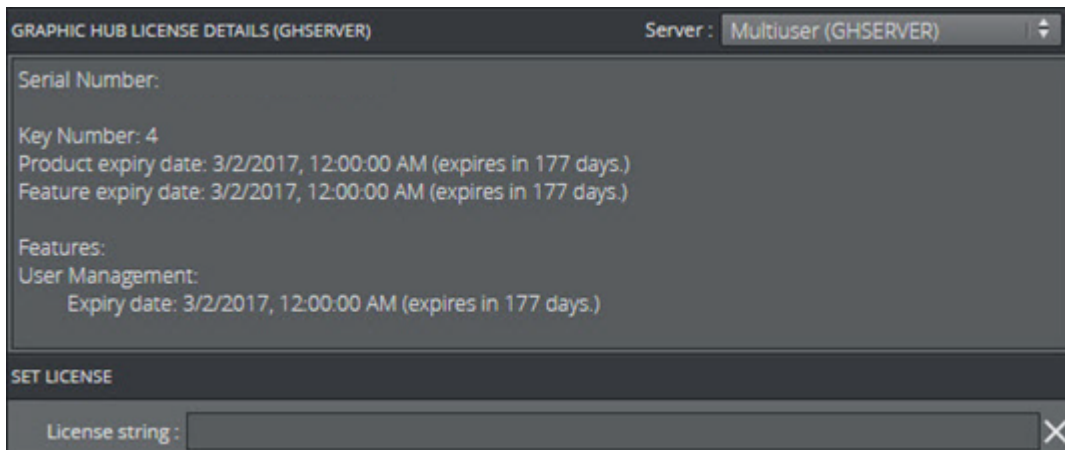 GRAPHIC HUB LICENSE DETAILS (GHSERVER) Server : Multiuser (GHSERVER)
Serial Number:
Key Number: 4
Product expiry date: 3/2/2017, 12:00:00 AM (expires in 177 days.)
Feature expiry date: 3/2/2017, 12:00:00 AM (expires in 177 days.)
Features:
User Management:
Expiry date: 3/2/2017, 12:00:00 AM (expires in 177 days.)
SET LICENSE
License string :